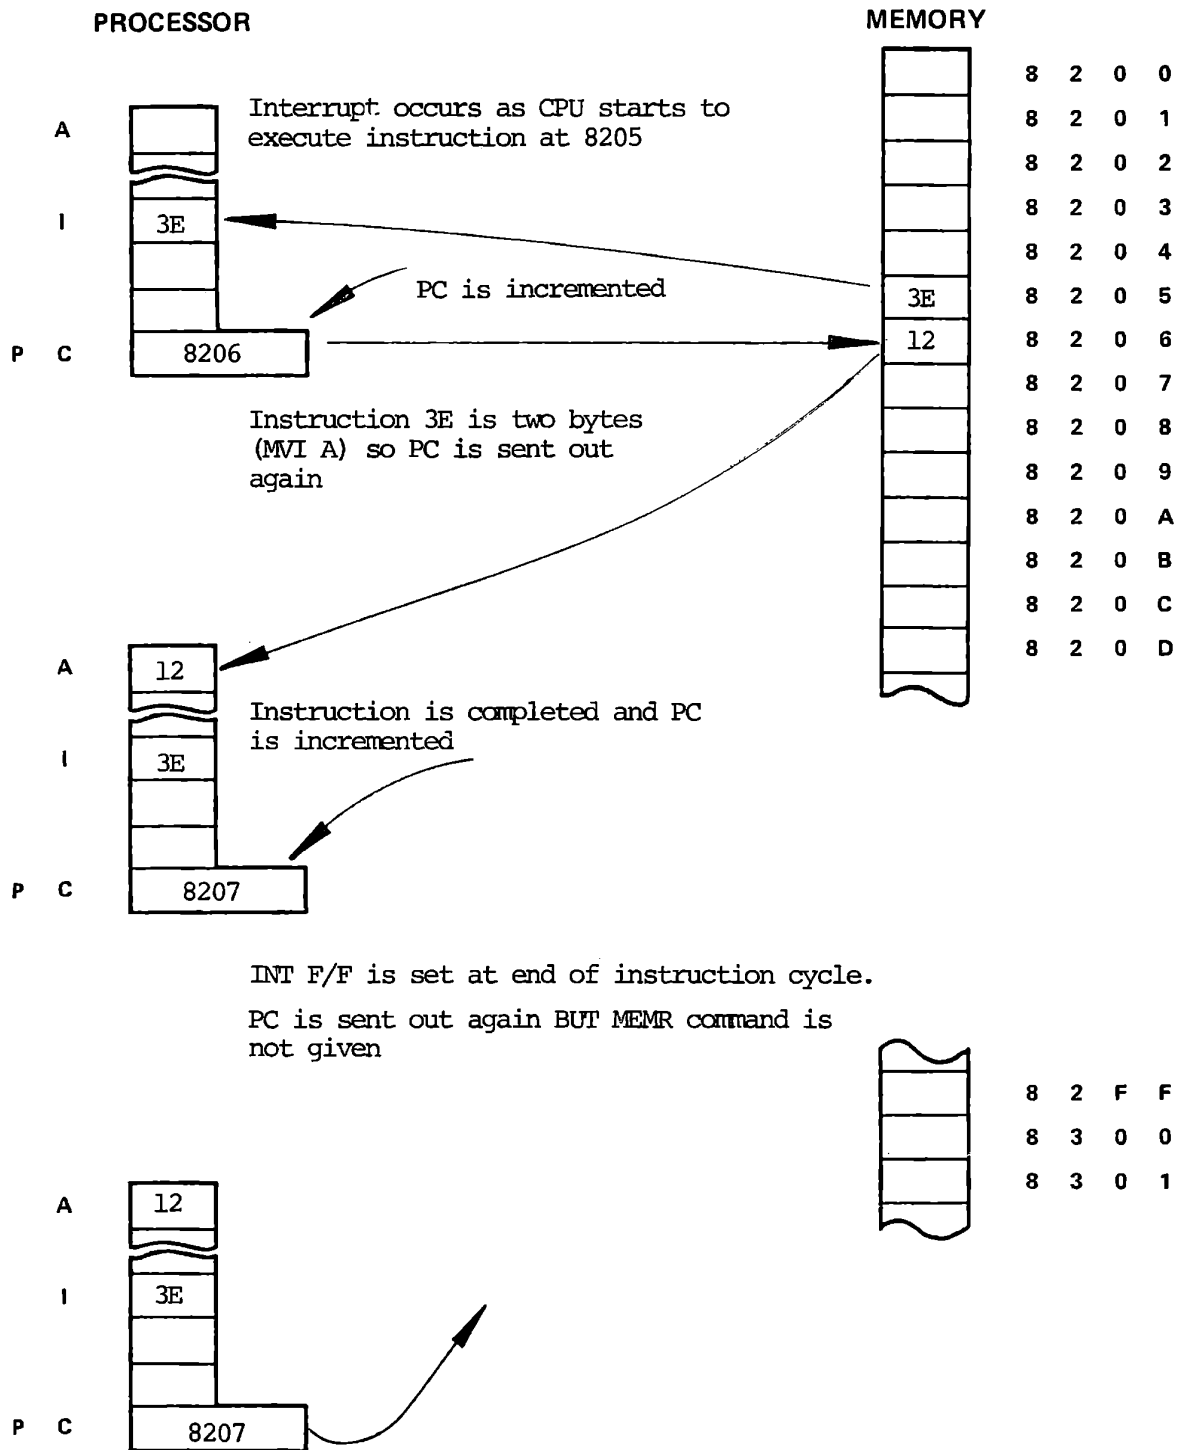 PROCESSOR
MEMORY
8 2 0 0
Interrupt occurs as CPU starts to
execute instruction at 8205
A
8 2 0 1
8 2 0 2
I
3E
8 2 0 3
8 2 0 4
PC is incremented
3E
8 2 0 5
P C
8206
12
8 2 0 6
8 2 0 7
Instruction 3E is two bytes
(MVI A) so PC is sent out
again
8 2 0 8
8 2 0 9
8 2 0 A
8 2 0 B
8 2 0 C
8 2 0 D
A
12
Instruction is completed and PC
is incremented
I
3E
P C
8207
INT F/F is set at end of instruction cycle.
PC is sent out again BUT MEMR command is
not given
8 2 F F
8 3 0 0
8 3 0 1
A
12
I
3E
P C
8207